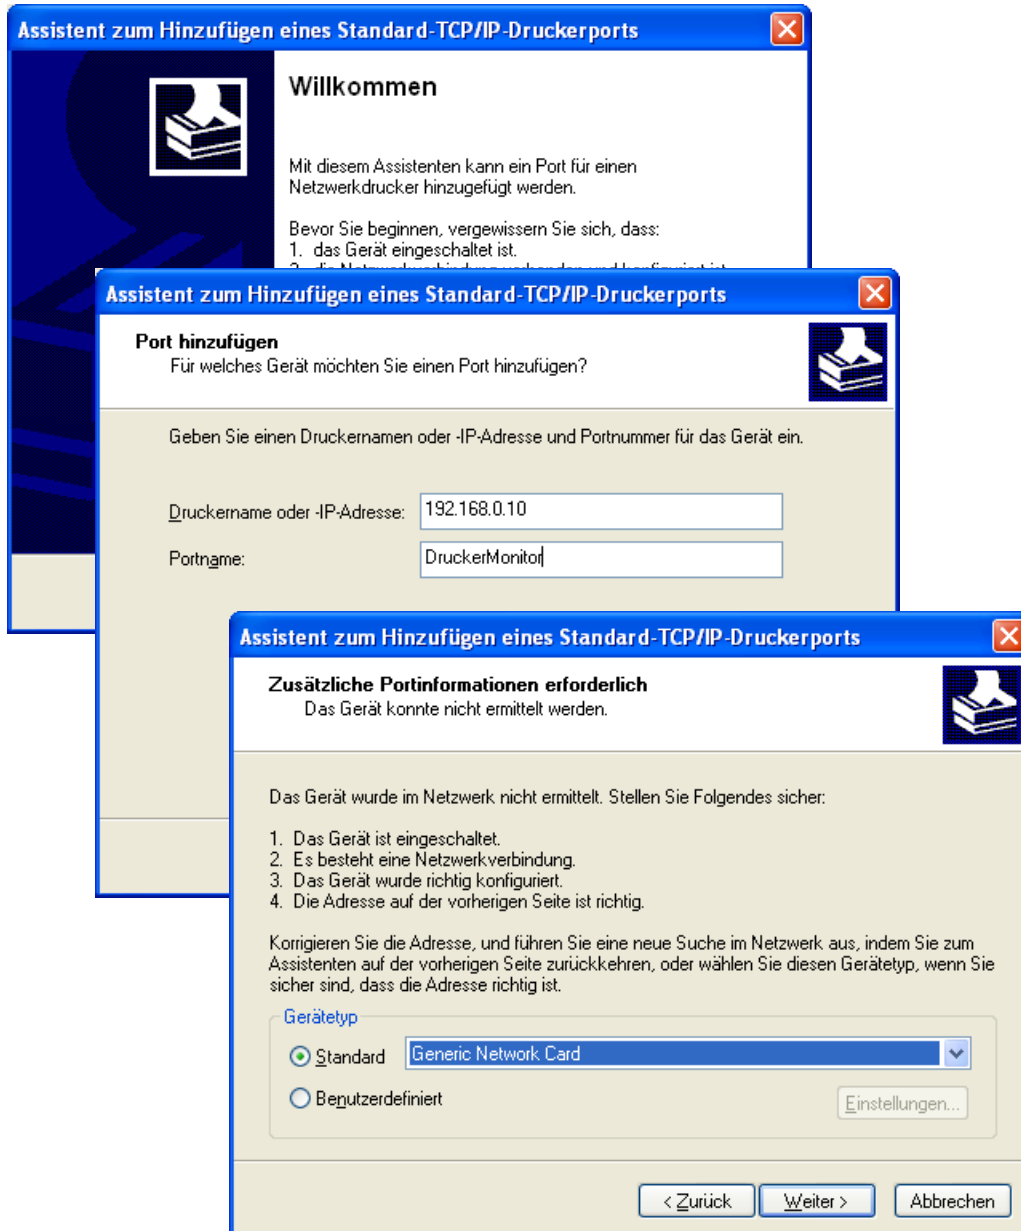 Assistent zum Hinzufügen eines Standard-TCP/IP-Druckerports
Willkommen
Mit diesem Assistenten kann ein Port für einen
Netzwerkdrucker hinzugefügt werden.
Bevor Sie beginnen, vergewissern Sie sich, dass:
1. das Gerät eingeschaltet ist.
2. die Netzwerkverbindung vorhanden und konfiguriert ist.
Assistent zum Hinzufügen eines Standard-TCP/IP-Druckerports
Port hinzufügen
Für welches Gerät möchten Sie einen Port hinzufügen?
Geben Sie einen Druckernamen oder -IP-Adresse und Portnummer für das Gerät ein.
Druckername oder -IP-Adresse: 192.168.0.10
Portname: DruckerMonitor
Assistent zum Hinzufügen eines Standard-TCP/IP-Druckerports
Zusätzliche Portinformationen erforderlich
Das Gerät konnte nicht ermittelt werden.
Das Gerät wurde im Netzwerk nicht ermittelt. Stellen Sie Folgendes sicher:
1. Das Gerät ist eingeschaltet.
2. Es besteht eine Netzwerkverbindung.
3. Das Gerät wurde richtig konfiguriert.
4. Die Adresse auf der vorherigen Seite ist richtig.
Korrigieren Sie die Adresse, und führen Sie eine neue Suche im Netzwerk aus, indem Sie zum
Assistenten auf der vorherigen Seite zurückkehren, oder wählen Sie diesen Gerätetyp, wenn Sie
sicher sind, dass die Adresse richtig ist.
Gerätetyp
Standard Generic Network Card
Benutzerdefiniert Einstellungen...
< Zurück Weiter > Abbrechen